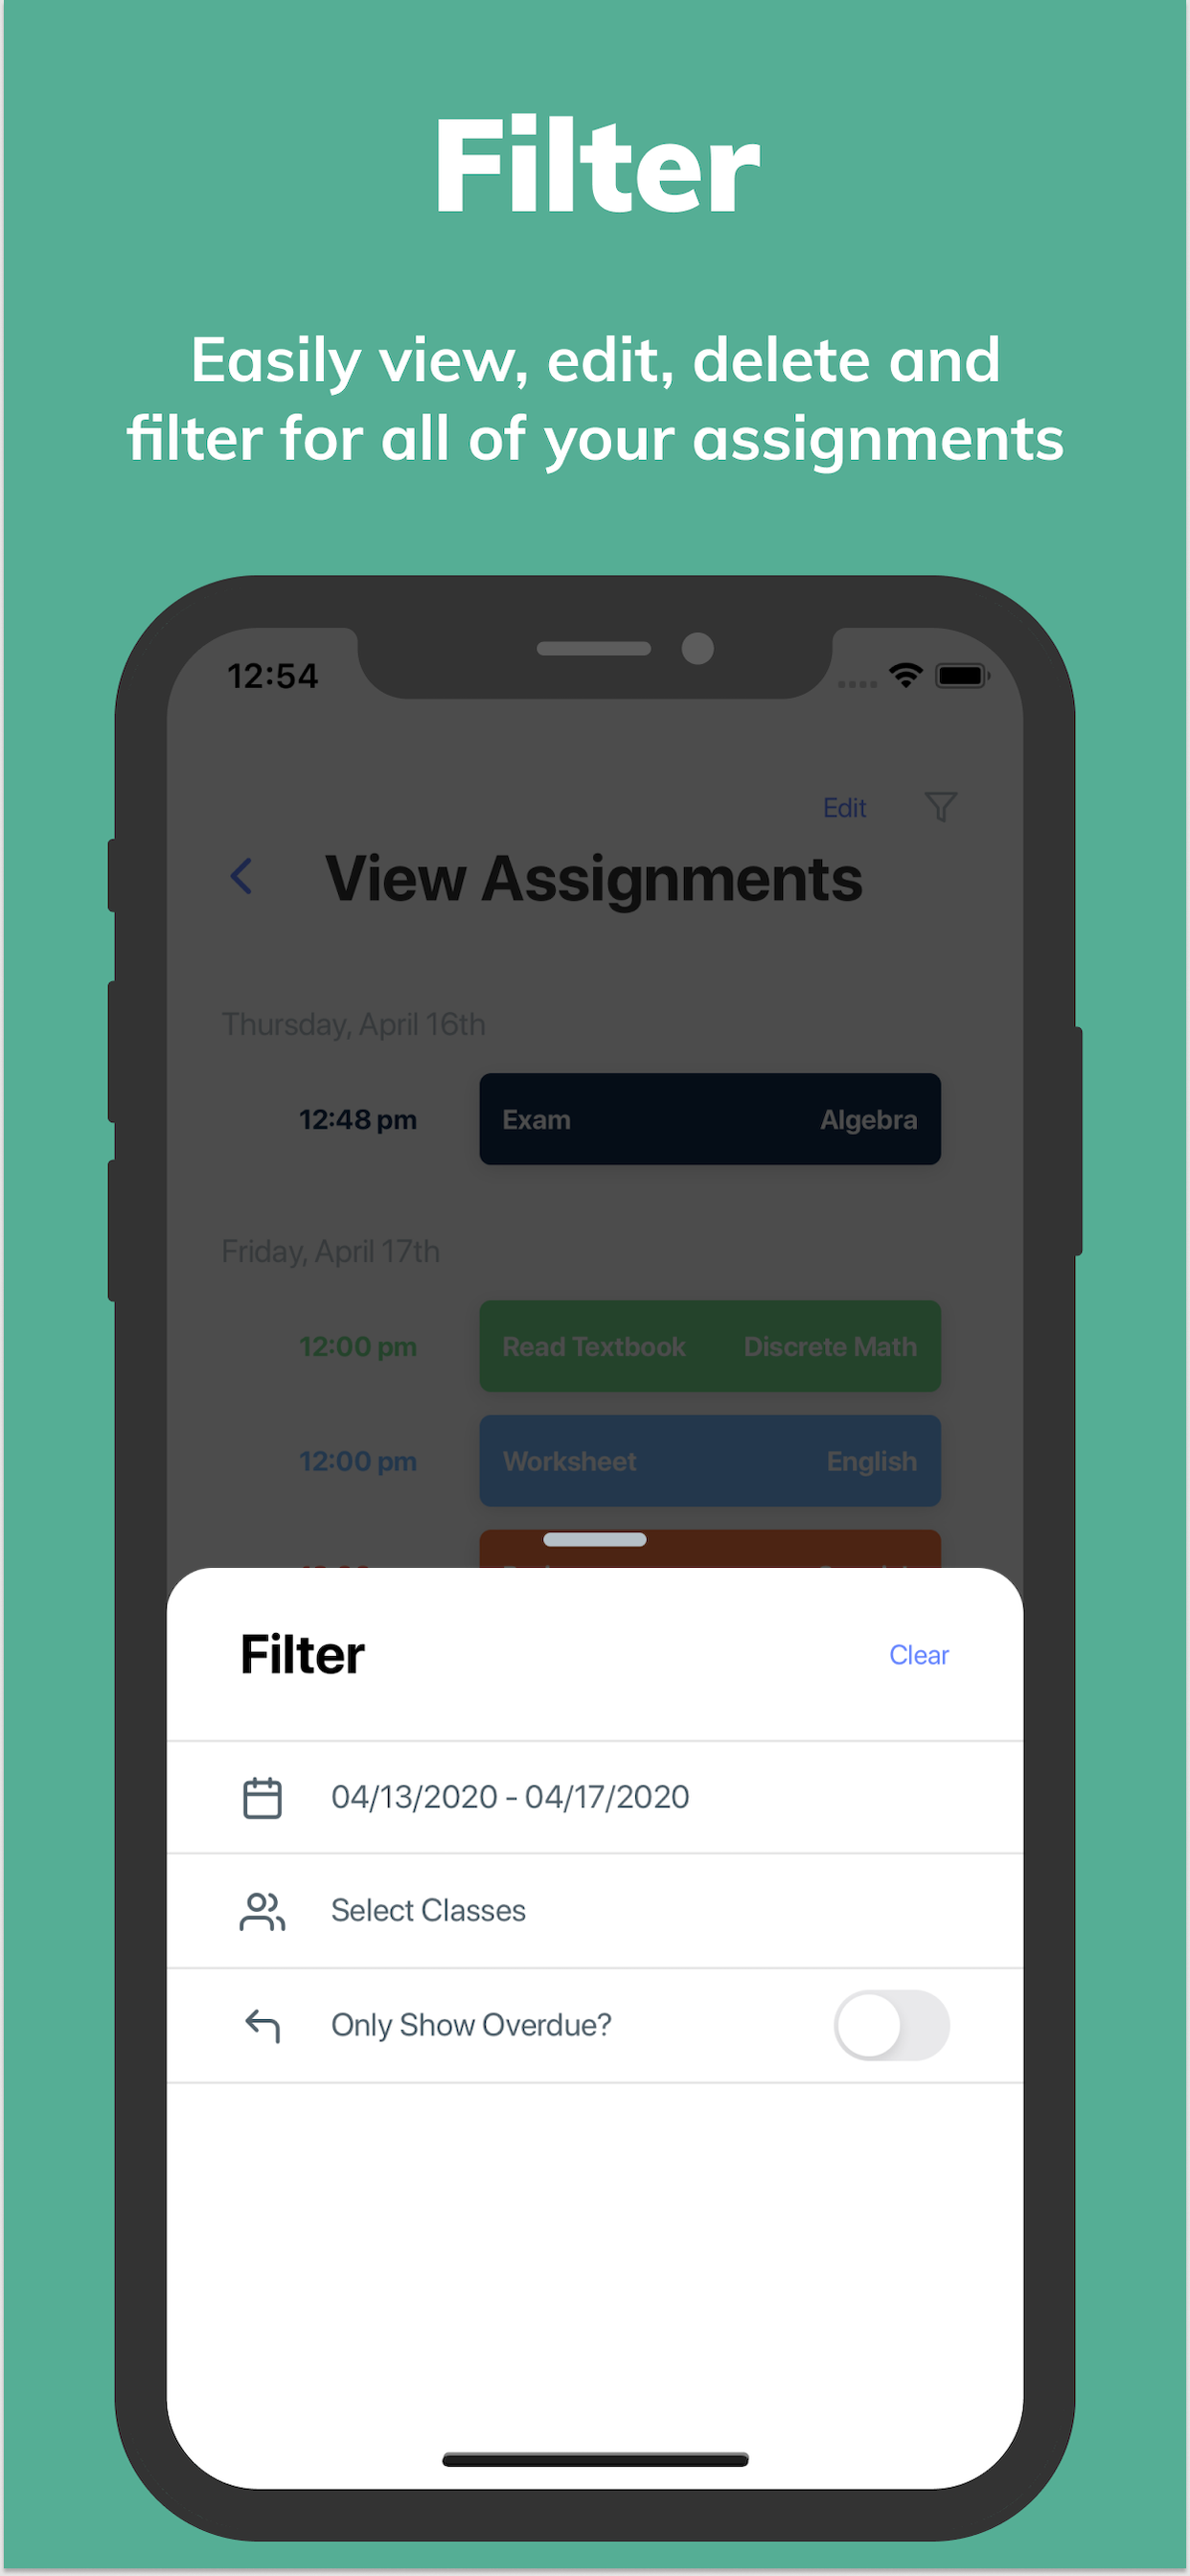 Filter
Easily view, edit, delete and
filter for all of your assignments
12:54
Edit
View Assignments
Thursday, April 16th
12:48 pm Exam Algebra
Friday, April 17th
12:00 pm Read Textbook Discrete Math
12:00 pm Worksheet English
Filter Clear
04/13/2020 - 04/17/2020
Select Classes
Only Show Overdue?